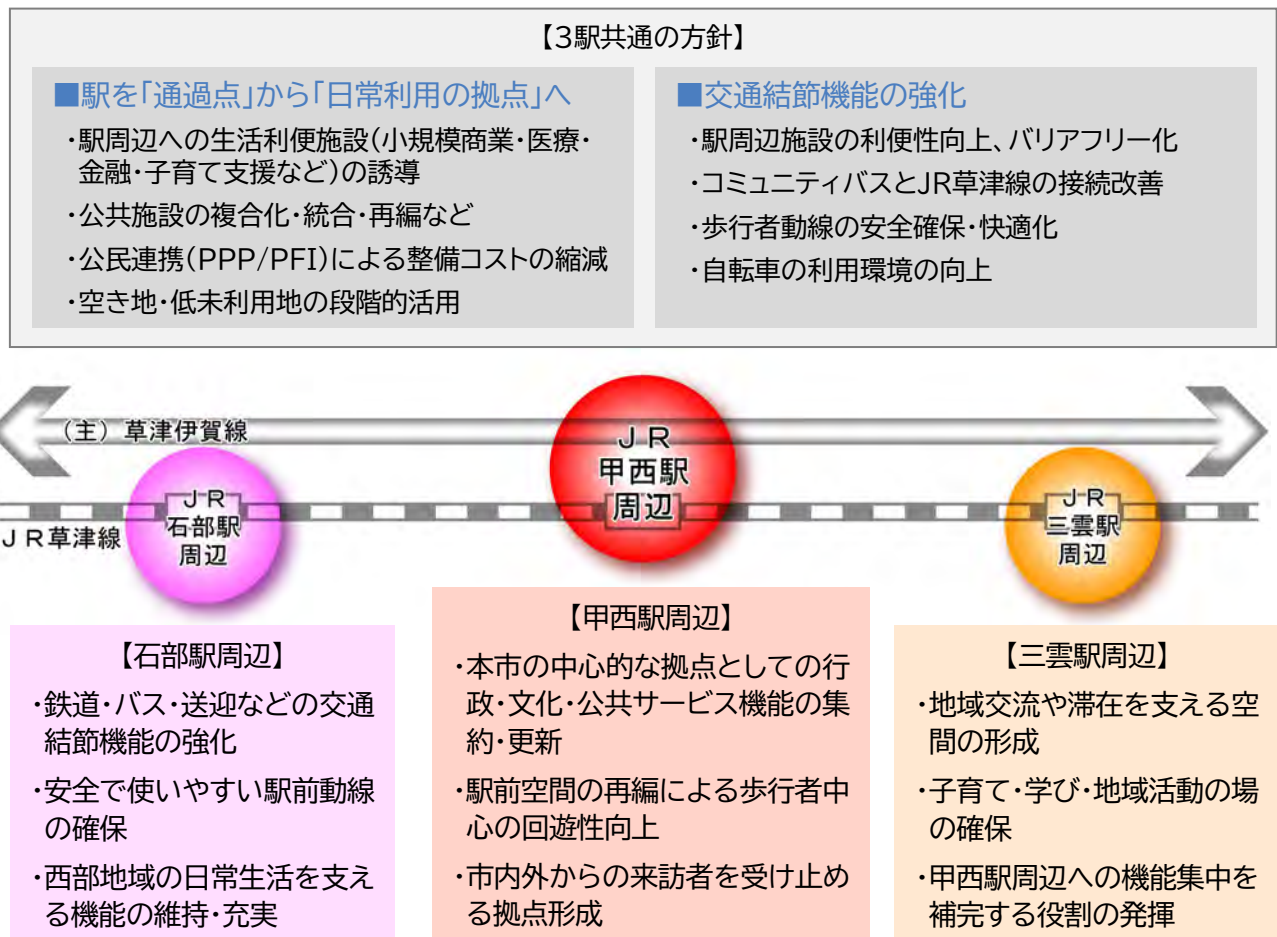 【3駅共通の方針】
■駅を「通過点」から「日常利用の拠点」へ
・駅周辺への生活利便施設(小規模商業・医療・
金融・子育て支援など)の誘導
・公共施設の複合化・統合・再編など
・公民連携(PPP/PFI)による整備コストの縮減
・空き地・低未利用地の段階的活用
■交通結節機能の強化
・駅周辺施設の利便性向上、バリアフリー化
・コミュニティバスとJR草津線の接続改善
・歩行者動線の安全確保・快適化
・自転車の利用環境の向上
(主)草津伊賀線
JR草津線
JR
石部駅
周辺
JR
甲西駅
周辺
JR
三雲駅
周辺
【石部駅周辺】
・鉄道・バス・送迎などの交通
結節機能の強化
・安全で使いやすい駅前動線
の確保
・西部地域の日常生活を支え
る機能の維持・充実
【甲西駅周辺】
・本市の中心的な拠点としての行
政・文化・公共サービス機能の集
約・更新
・駅前空間の再編による歩行者中
心の回遊性向上
・市内外からの来訪者を受け止め
る拠点形成
【三雲駅周辺】
・地域交流や滞在を支える空
間の形成
・子育て・学び・地域活動の場
の確保
・甲西駅周辺への機能集中を
補完する役割の発揮